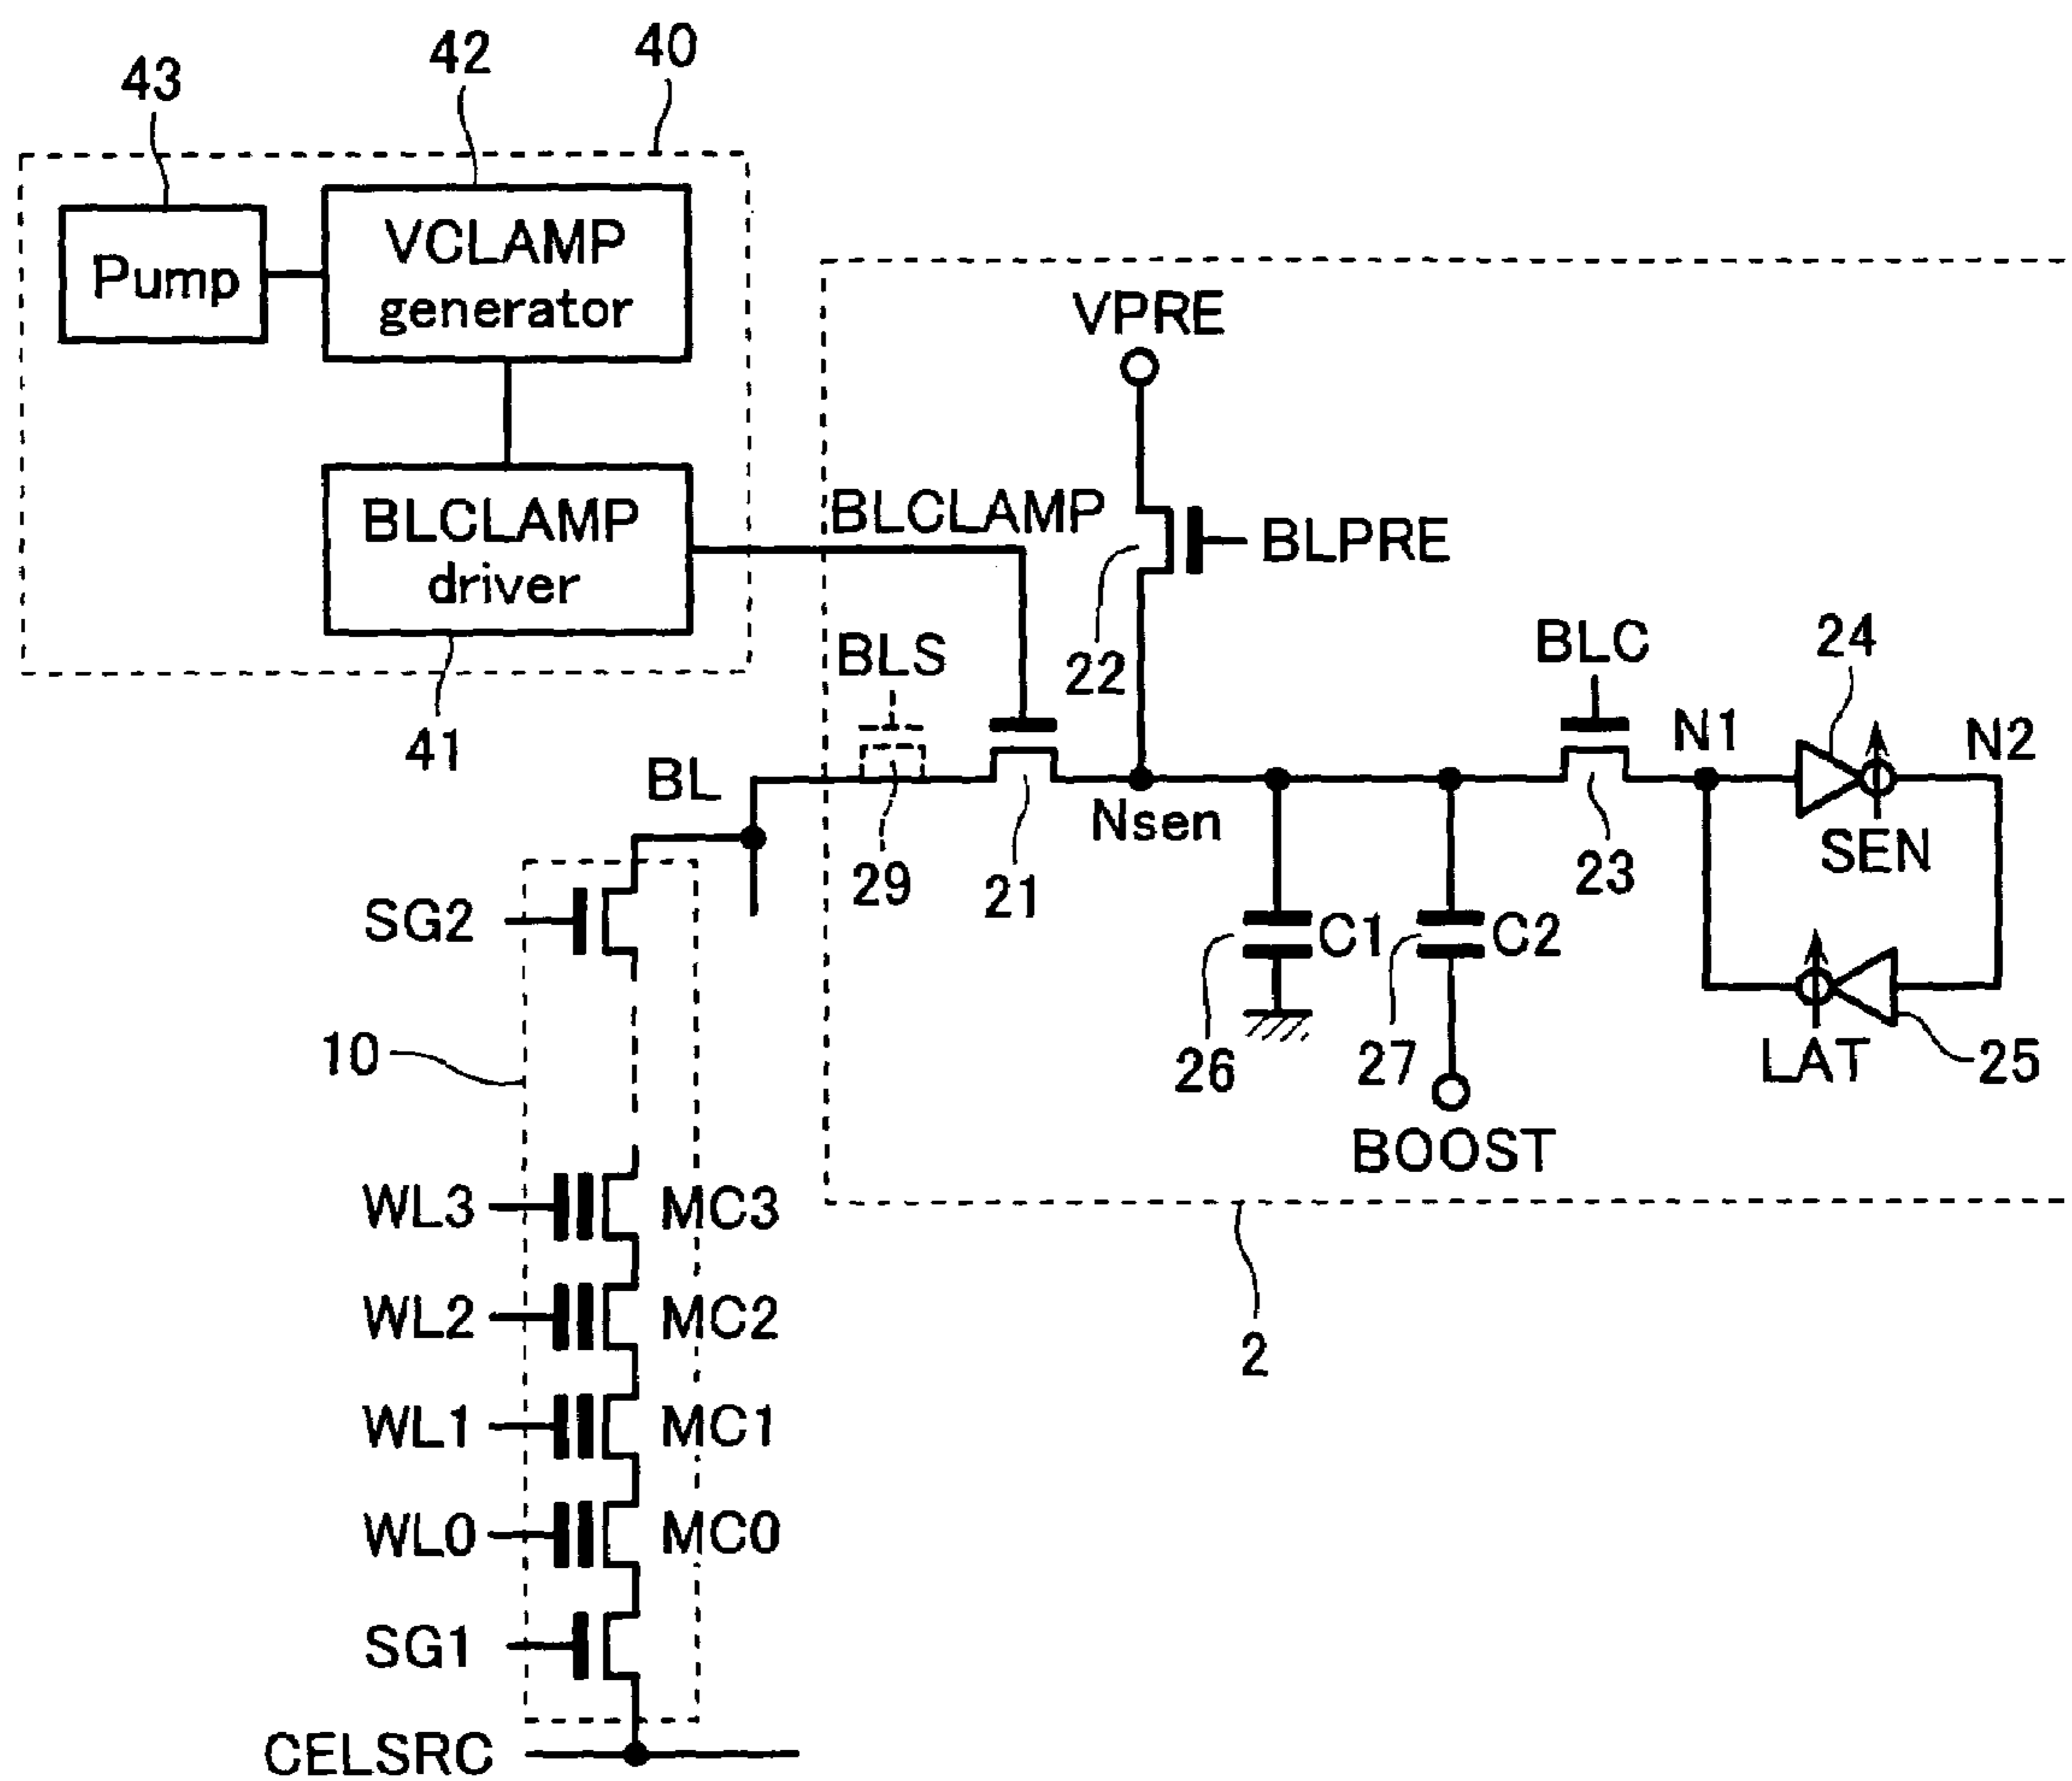 43
42
40
Pump
VCLAMP
generator
BLCLAMP
driver
41
VPRE
BLCLAMP
BLPRE
22
BLS
BLC
24
N1
N2
BL
Nsen
SEN
29
21
23
SG2
C1
C2
10
26
27
LAT
25
BOOST
WL3
MC3
WL2
MC2
2
WL1
MC1
WL0
MC0
SG1
CELSRC